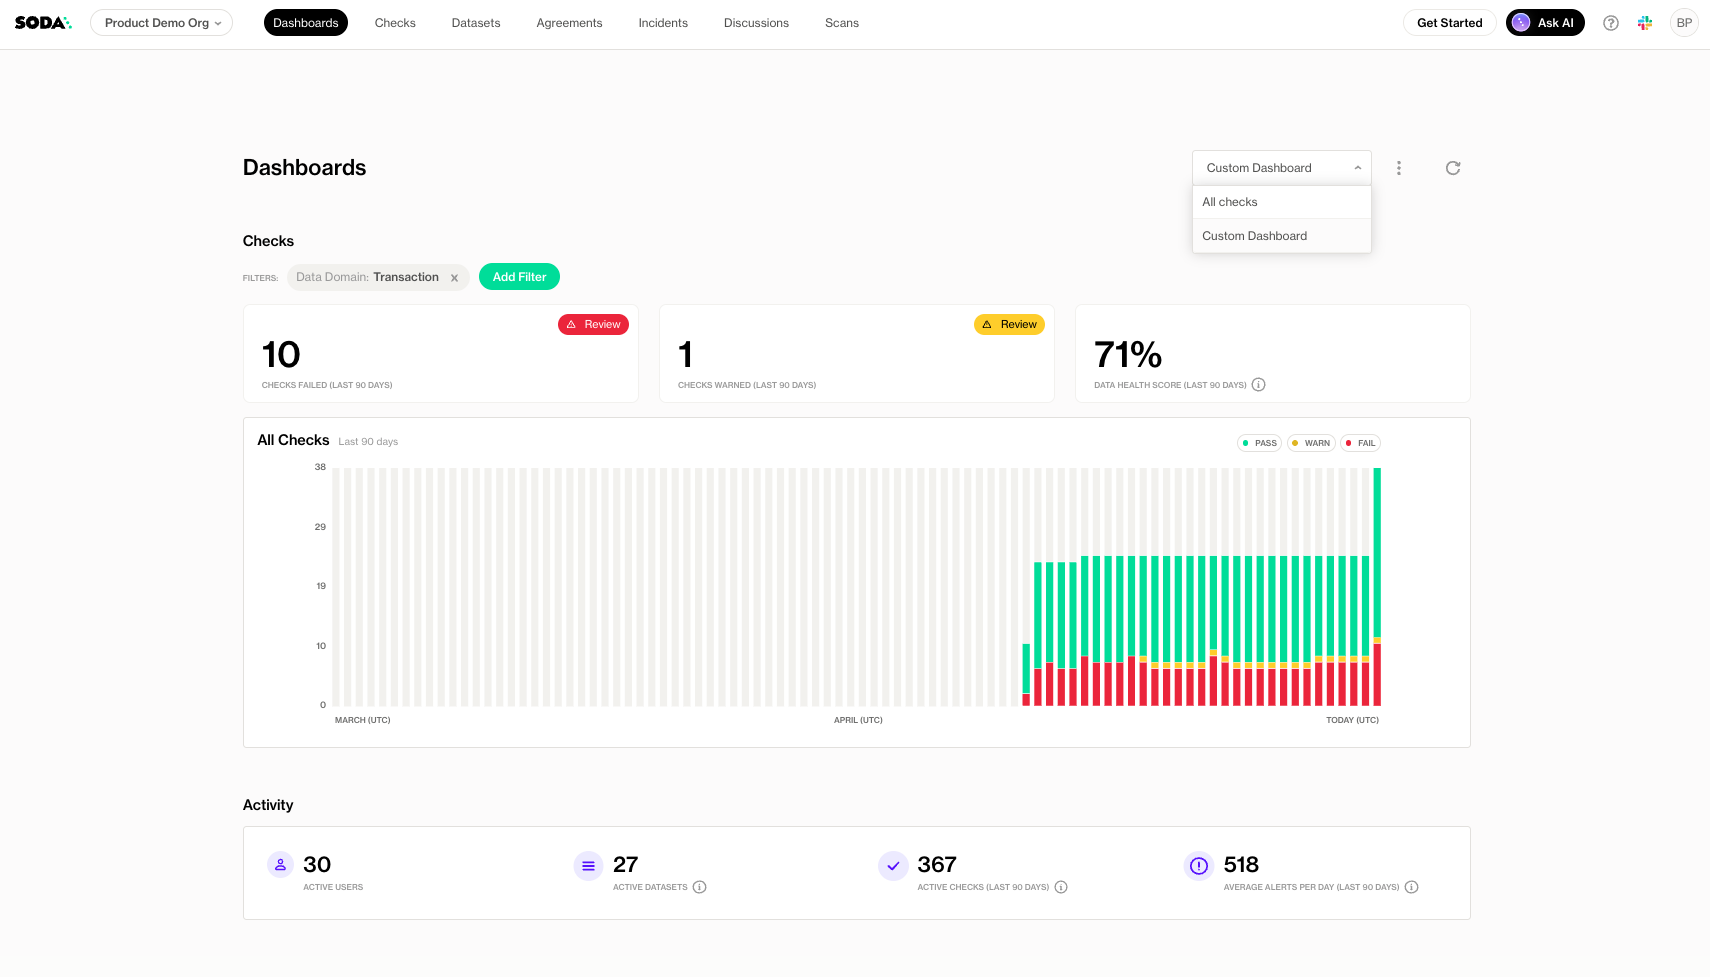 SODA
Product Demo Org
Dashboards
Checks
Datasets
Agreements
Incidents
Discussions
Scans
Get Started
Ask AI
BP
Dashboards
Custom Dashboard
All checks
Custom Dashboard
Checks
FILTERS:
Data Domain: Transaction x
Add Filter
Review
10
CHECKS FAILED (LAST 90 DAYS)
Review
1
CHECKS WARNED (LAST 90 DAYS)
71%
DATA HEALTH SCORE (LAST 90 DAYS)
All Checks Last 90 days
PASS
WARN
FAIL
38
29
19
10
0
MARCH (UTC)
APRIL (UTC)
TODAY (UTC)
Activity
30
ACTIVE USERS
27
ACTIVE DATASETS
367
ACTIVE CHECKS (LAST 90 DAYS)
518
AVERAGE ALERTS PER DAY (LAST 90 DAYS)